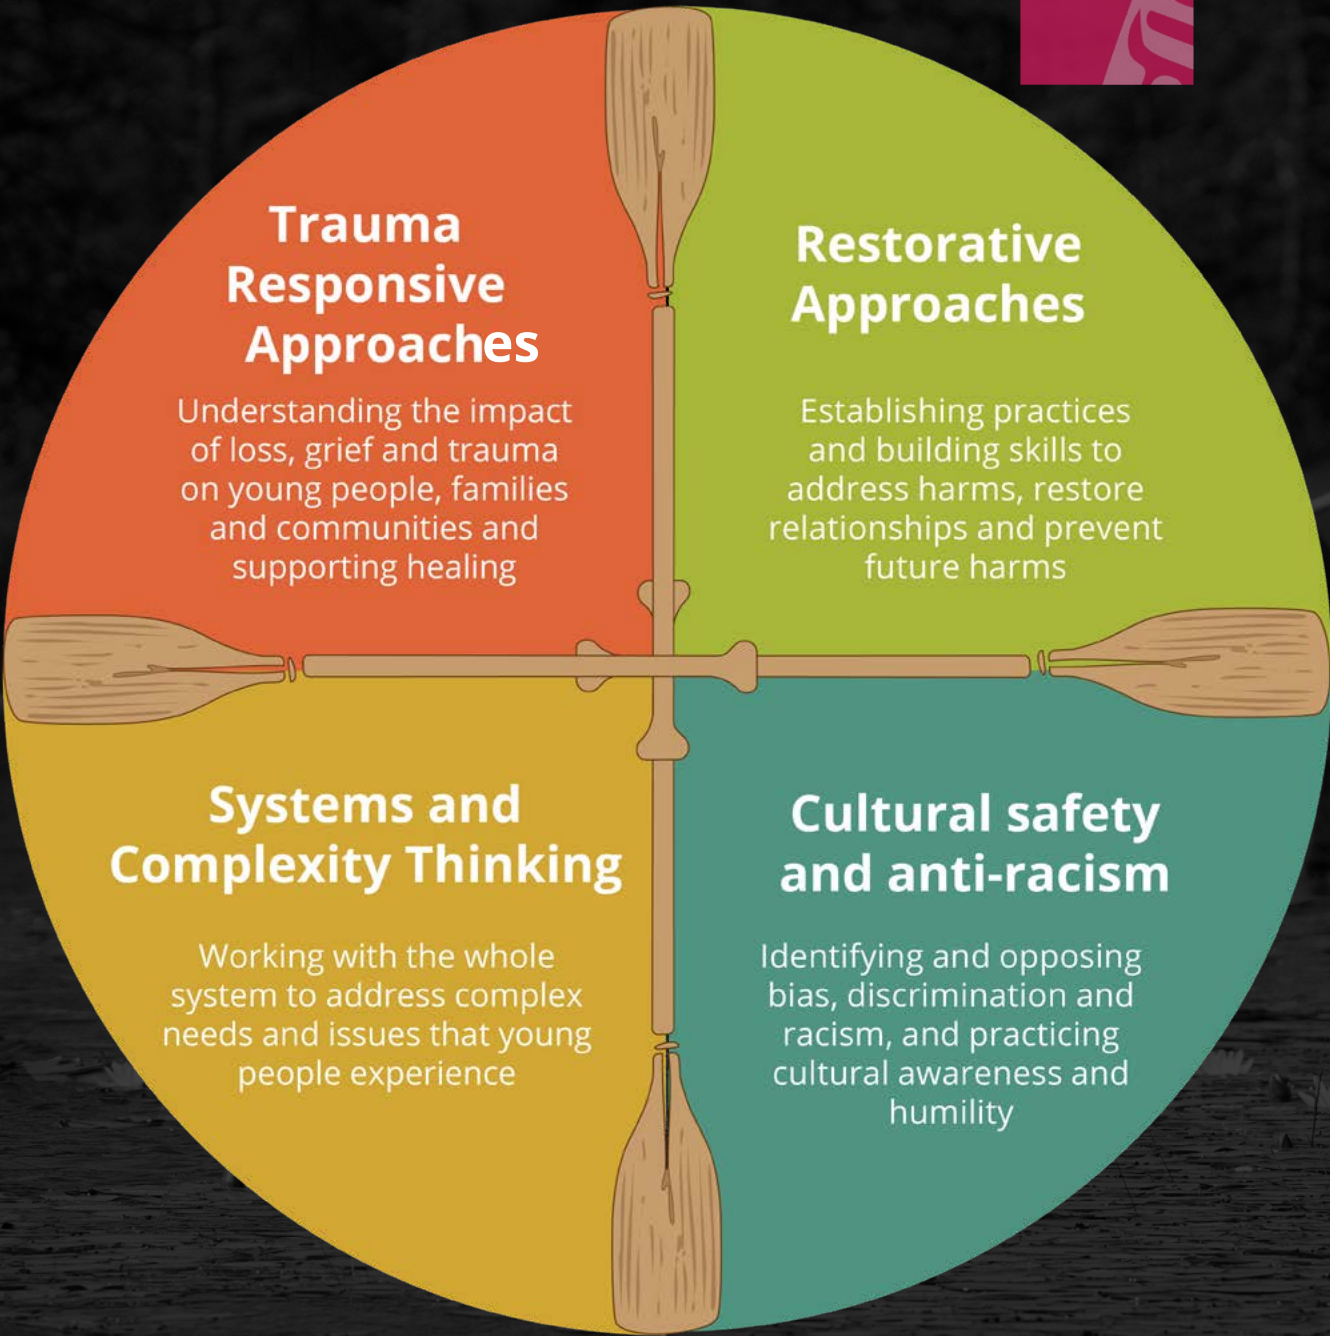 Trauma
Responsive
Approaches
Understanding the impact
of loss, grief and trauma
on young people, families
and communities and
supporting healing
Restorative
Approaches
Establishing practices
and building skills to
address harms, restore
relationships and prevent
future harms
Systems and
Complexity Thinking
Working with the whole
system to address complex
needs and issues that young
people experience
Cultural safety
and anti-racism
Identifying and opposing
bias, discrimination and
racism, and practicing
cultural awareness and
humility